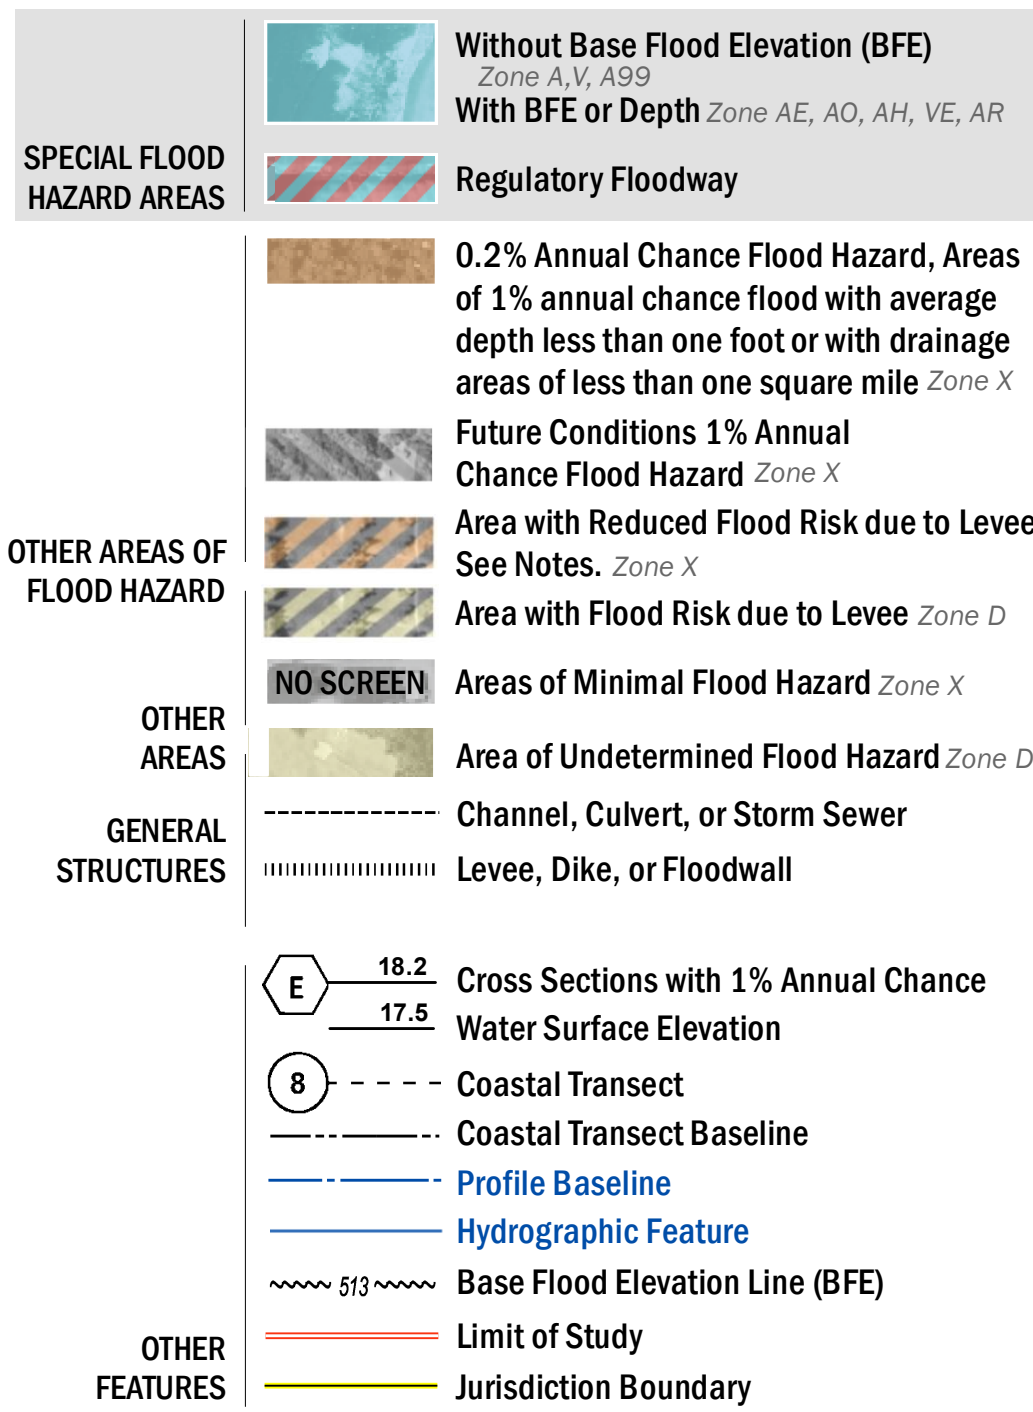 SPECIAL FLOOD
HAZARD AREAS
Without Base Flood Elevation (BFE)
Zone A,V, A99
With BFE or Depth Zone AE, AO, AH, VE, AR
Regulatory Floodway
OTHER AREAS OF
FLOOD HAZARD
0.2% Annual Chance Flood Hazard, Areas
of 1% annual chance flood with average
depth less than one foot or with drainage
areas of less than one square mile Zone X
Future Conditions 1% Annual
Chance Flood Hazard Zone X
Area with Reduced Flood Risk due to Levee
See Notes. Zone X
Area with Flood Risk due to Levee Zone D
OTHER
AREAS
NO SCREEN Areas of Minimal Flood Hazard Zone X
Area of Undetermined Flood Hazard Zone D
GENERAL
STRUCTURES
Channel, Culvert, or Storm Sewer
Levee, Dike, or Floodwall
OTHER
FEATURES
E 18.2 Cross Sections with 1% Annual Chance
17.5 Water Surface Elevation
8 Coastal Transect
Coastal Transect Baseline
Profile Baseline
Hydrographic Feature
513 Base Flood Elevation Line (BFE)
Limit of Study
Jurisdiction Boundary